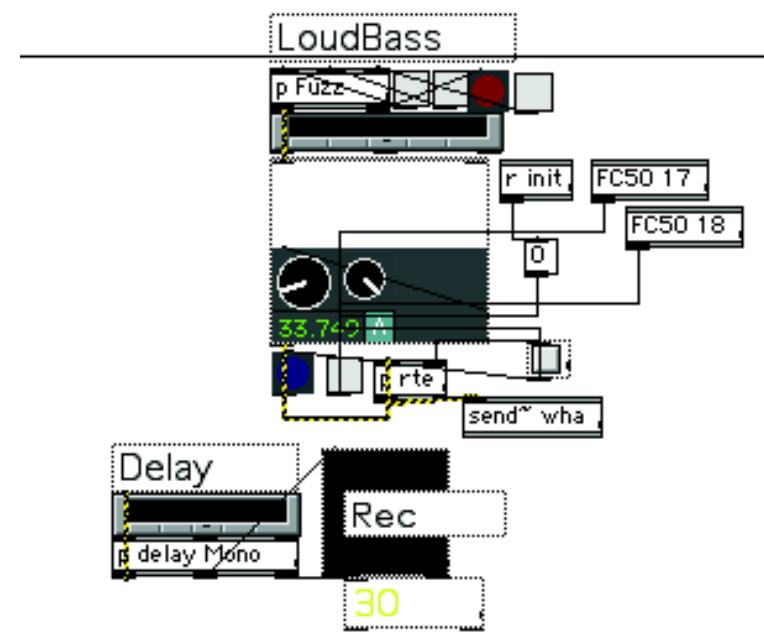 LoudBass
p Fuzz
r init
FC50 17
FC50 18
0
33.749 A
p rte
send~ wha
Delay
Rec
p delay Mono
30